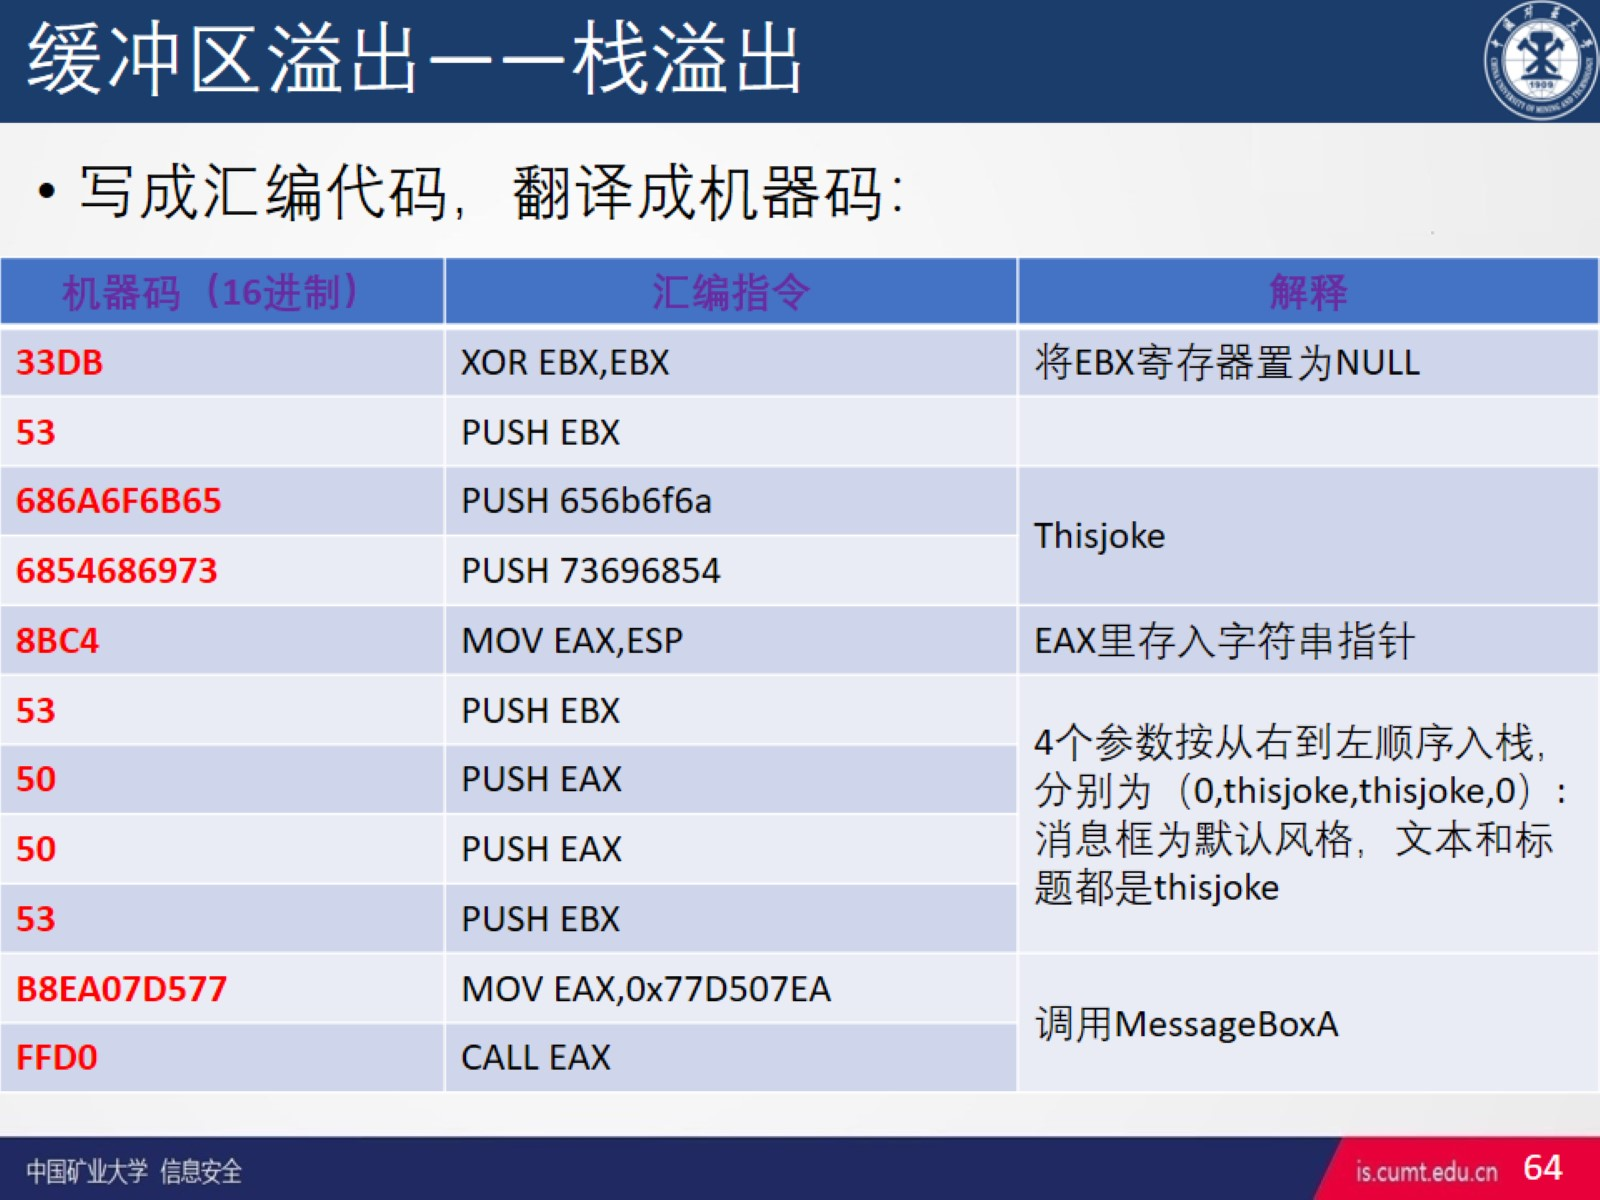 缓冲区溢出——栈溢出
• 写成汇编代码，翻译成机器码：
机器码（16进制） 汇编指令 解释
33DB XOR EBX,EBX 将EBX寄存器置为NULL
53 PUSH EBX
686A6F6B65 PUSH 656b6f6a
Thisjoke
6854686973 PUSH 73696854
8BC4 MOV EAX,ESP EAX里存入字符串指针
53 PUSH EBX
50 PUSH EAX
50 PUSH EAX
53 PUSH EBX
4个参数按从右到左顺序入栈，
分别为（0,thisjoke,thisjoke,0）:
消息框为默认风格，文本和标
题都是thisjoke
B8EA07D577 MOV EAX,0x77D507EA
调用MessageBoxA
FFD0 CALL EAX
中国矿业大学 信息安全
is.cumt.edu.cn 64